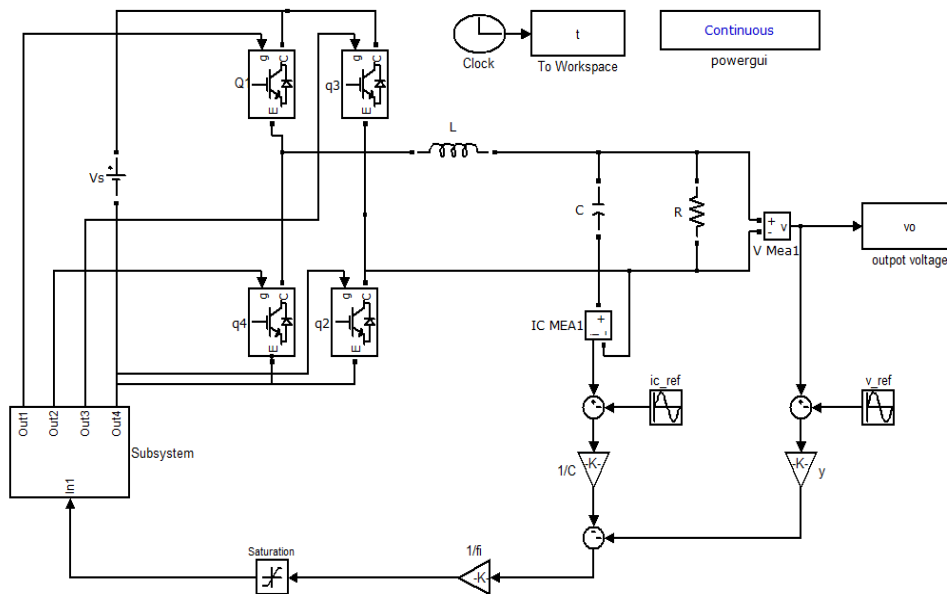 Continuous
t
Clock
To Workspace
powergui
g
C
Q1
E
g
C
q3
E
L
Vs
C
R
+
-
v
V Mea1
vo
outpot voltage
g
C
q4
E
g
C
q2
E
IC MEA1
+
-
i
ic_ref
v_ref
Out1
Out2
Out3
Out4
Subsystem
In1
-K-
1/C
-K-
y
Saturation
1/fi
-K-